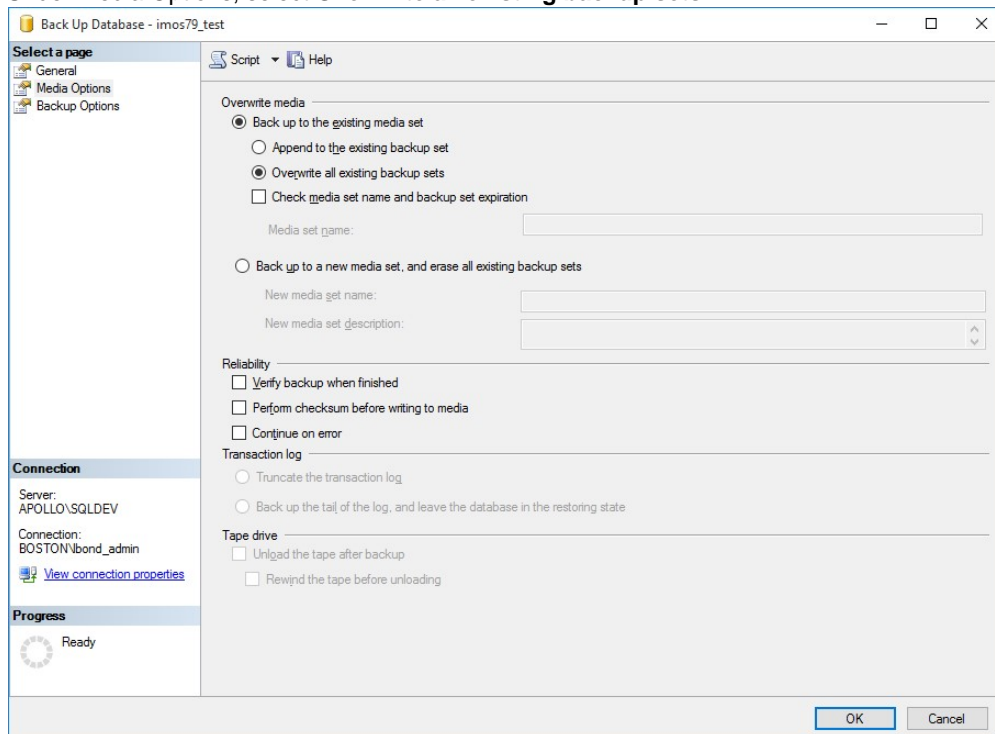 Back Up Database - imos79_test
Select a page
General
Media Options
Backup Options
Script
Help
Overwrite media
Back up to the existing media set
Append to the existing backup set
Overwrite all existing backup sets
Check media set name and backup set expiration
Media set name:
Back up to a new media set, and erase all existing backup sets
New media set name:
New media set description:
Reliability
Verify backup when finished
Perform checksum before writing to media
Continue on error
Transaction log
Truncate the transaction log
Back up the tail of the log, and leave the database in the restoring state
Tape drive
Unload the tape after backup
Rewind the tape before unloading
Connection
Server:
APOLLO\SQLDEV
Connection:
View connection properties
Progress
Ready
OK
Cancel